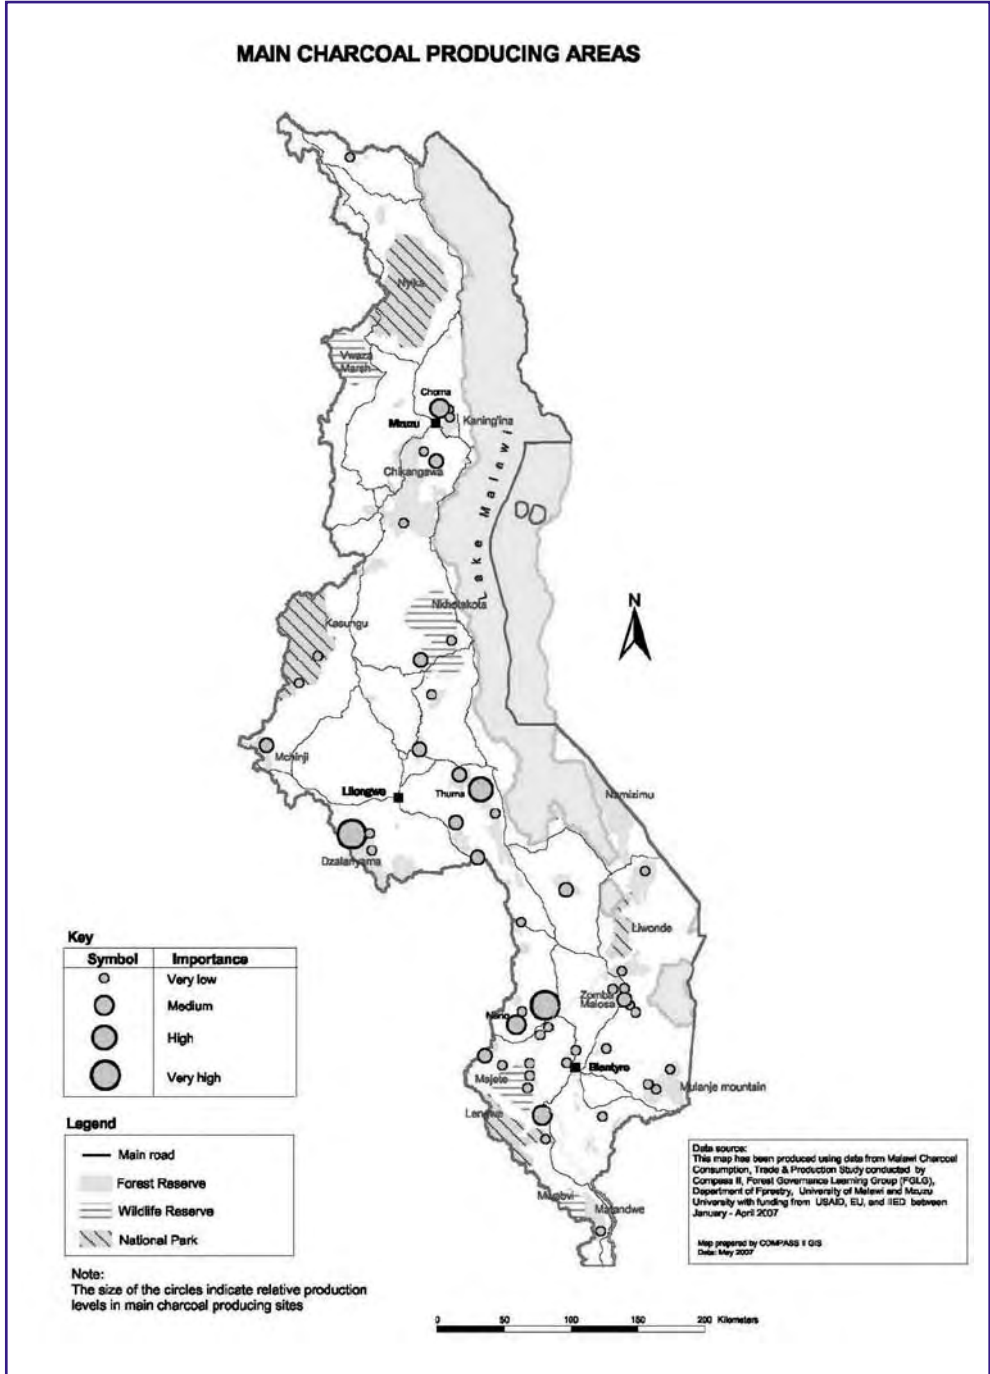 MAIN CHARCOAL PRODUCING AREAS
Nyika
Vwaza
Marsh
Choma
Mzuzu
Kaning'ina
Chikangawa
Lake Malawi
N
Nkhotakota
Kasungu
Mchinji
Lilongwe
Thuma
Namizimu
Dzalanyama
Liwonde
Zomba
Malosa
Neno
Blantyre
Majete
Mulanje mountain
Lengwe
Mwabvi
Matandwe
Key
Symbol Importance
Very low
Medium
High
Very high
Legend
Main road
Forest Reserve
Wildlife Reserve
National Park
Note:
The size of the circles indicate relative production
levels in main charcoal producing sites
Data source:
This map has been produced using data from Malawi Charcoal
Consumption, Trade & Production Study conducted by
Compass II, Forest Governance Learning Group (FGLG),
Department of Forestry, University of Malawi and Mzuzu
University with funding from USAID, EU, and IIED between
January - April 2007
Map prepared by COMPASS II GIS
Date: May 2007
0 50 100 150 200 Kilometers